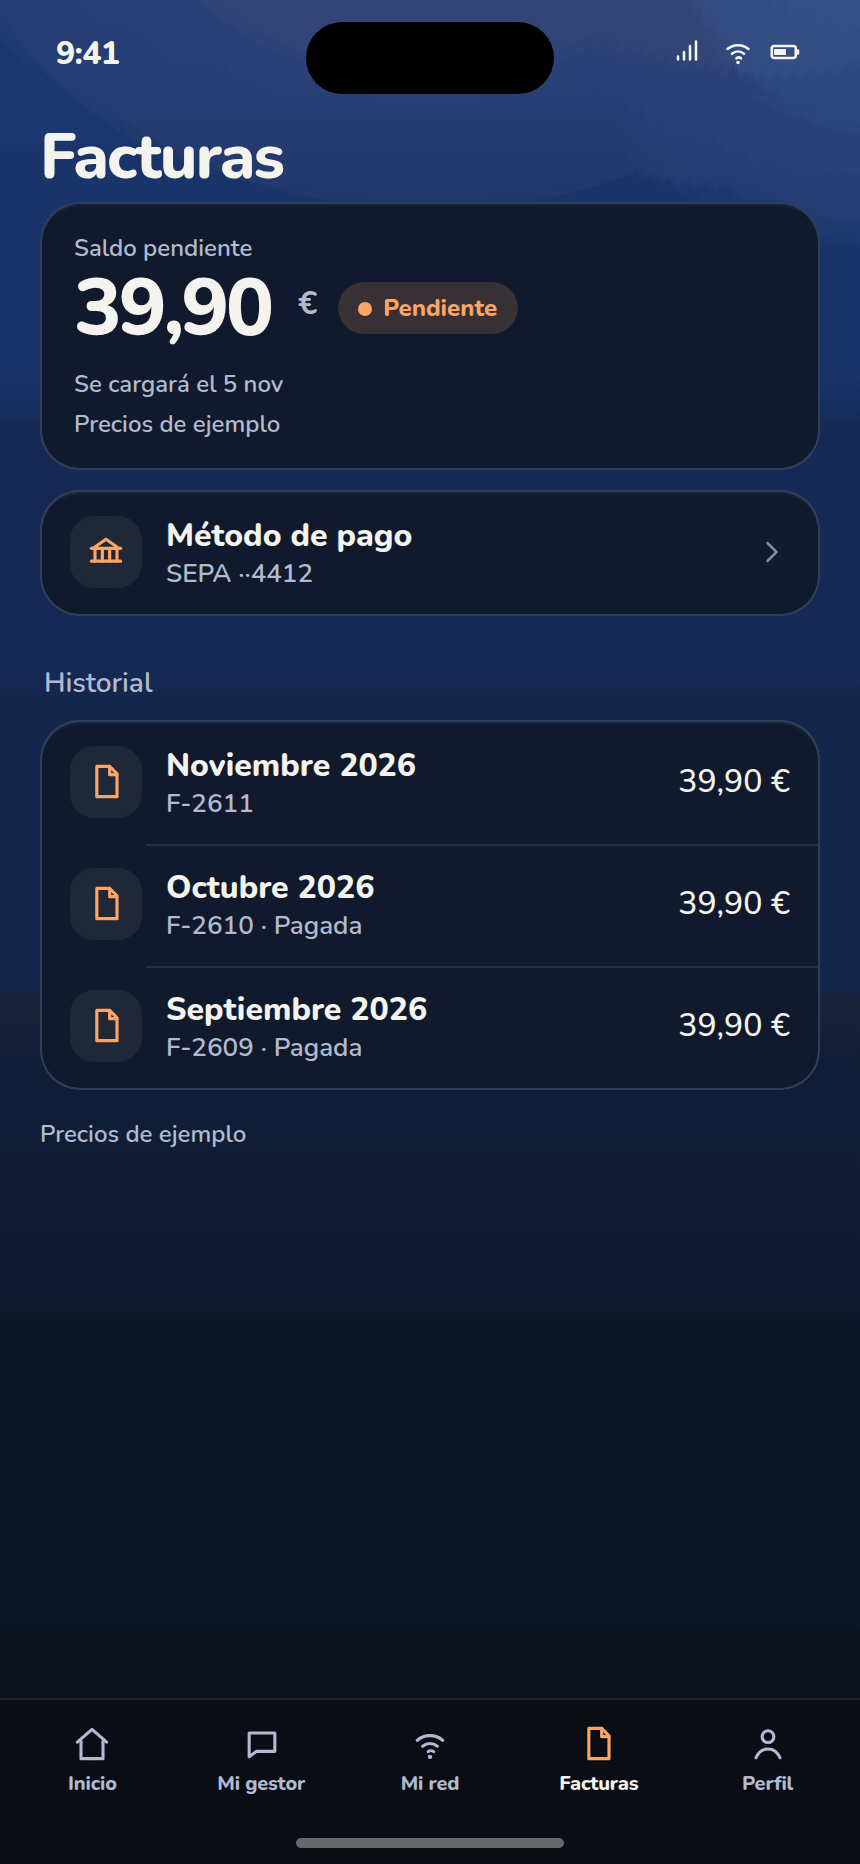 9:41
Facturas
Saldo pendiente
39,90 € Pendiente
Se cargará el 5 nov
Precios de ejemplo
Método de pago
SEPA ··4412
Historial
Noviembre 2026
F-2611
39,90 €
Octubre 2026
F-2610 · Pagada
39,90 €
Septiembre 2026
F-2609 · Pagada
39,90 €
Precios de ejemplo
Inicio
Mi gestor
Mi red
Facturas
Perfil